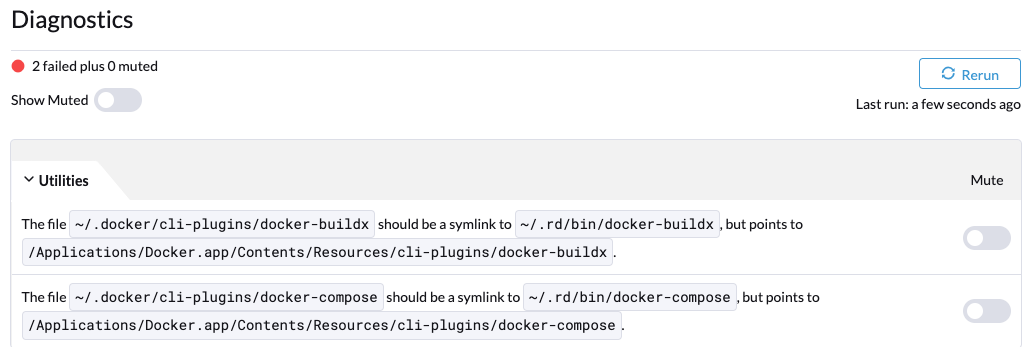 Diagnostics
2 failed plus 0 muted
Rerun
Show Muted
Last run: a few seconds ago
Utilities
Mute
The file ~/.docker/cli-plugins/docker-buildx should be a symlink to ~/.rd/bin/docker-buildx, but points to
/Applications/Docker.app/Contents/Resources/cli-plugins/docker-buildx.
The file ~/.docker/cli-plugins/docker-compose should be a symlink to ~/.rd/bin/docker-compose, but points to
/Applications/Docker.app/Contents/Resources/cli-plugins/docker-compose.